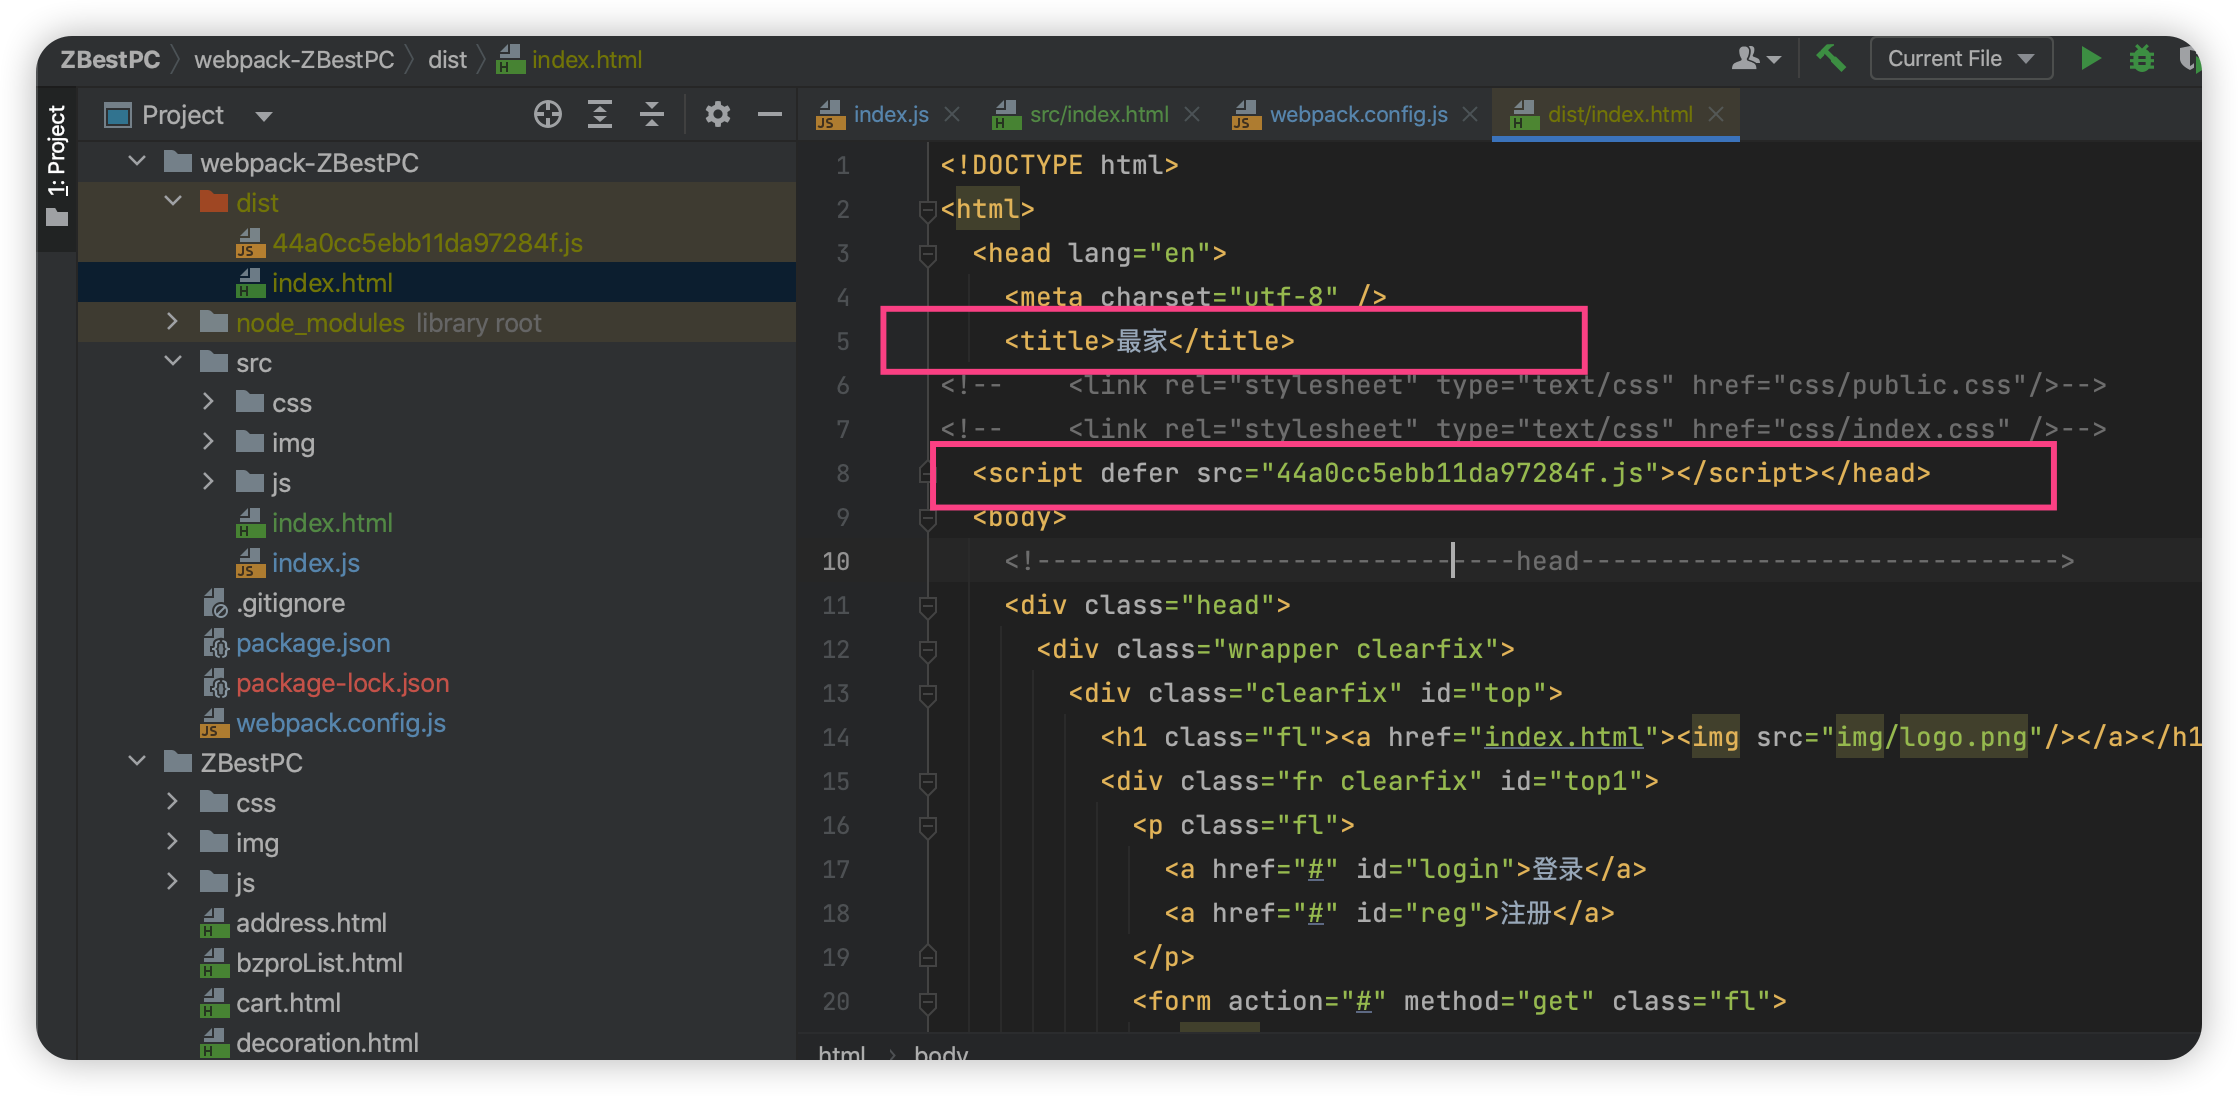 ZBestPC 〉 webpack-ZBestPC 〉 dist 〉 index.html
Current File
1: Project
Project
webpack-ZBestPC
dist
44a0cc5ebb11da97284f.js
index.html
node_modules library root
src
css
img
js
index.html
index.js
.gitignore
package.json
package-lock.json
webpack.config.js
ZBestPC
css
img
js
address.html
bzproList.html
cart.html
decoration.html
index.js
src/index.html
webpack.config.js
dist/index.html
1 <!DOCTYPE html>
2 <html>
3 <head lang="en">
4 <meta charset="utf-8" />
5 <title>最家</title>
6 <!-- <link rel="stylesheet" type="text/css" href="css/public.css"/>-->
7 <!-- <link rel="stylesheet" type="text/css" href="css/index.css" />-->
8 <script defer src="44a0cc5ebb11da97284f.js"></script></head>
9 <body>
10 <!------------------------------head------------------------------>
11 <div class="head">
12 <div class="wrapper clearfix">
13 <div class="clearfix" id="top">
14 <h1 class="fl"><a href="index.html"><img src="img/logo.png"/></a></h1
15 <div class="fr clearfix" id="top1">
16 <p class="fl">
17 <a href="#" id="login">登录</a>
18 <a href="#" id="reg">注册</a>
19 </p>
20 <form action="#" method="get" class="fl">
html 〉 body